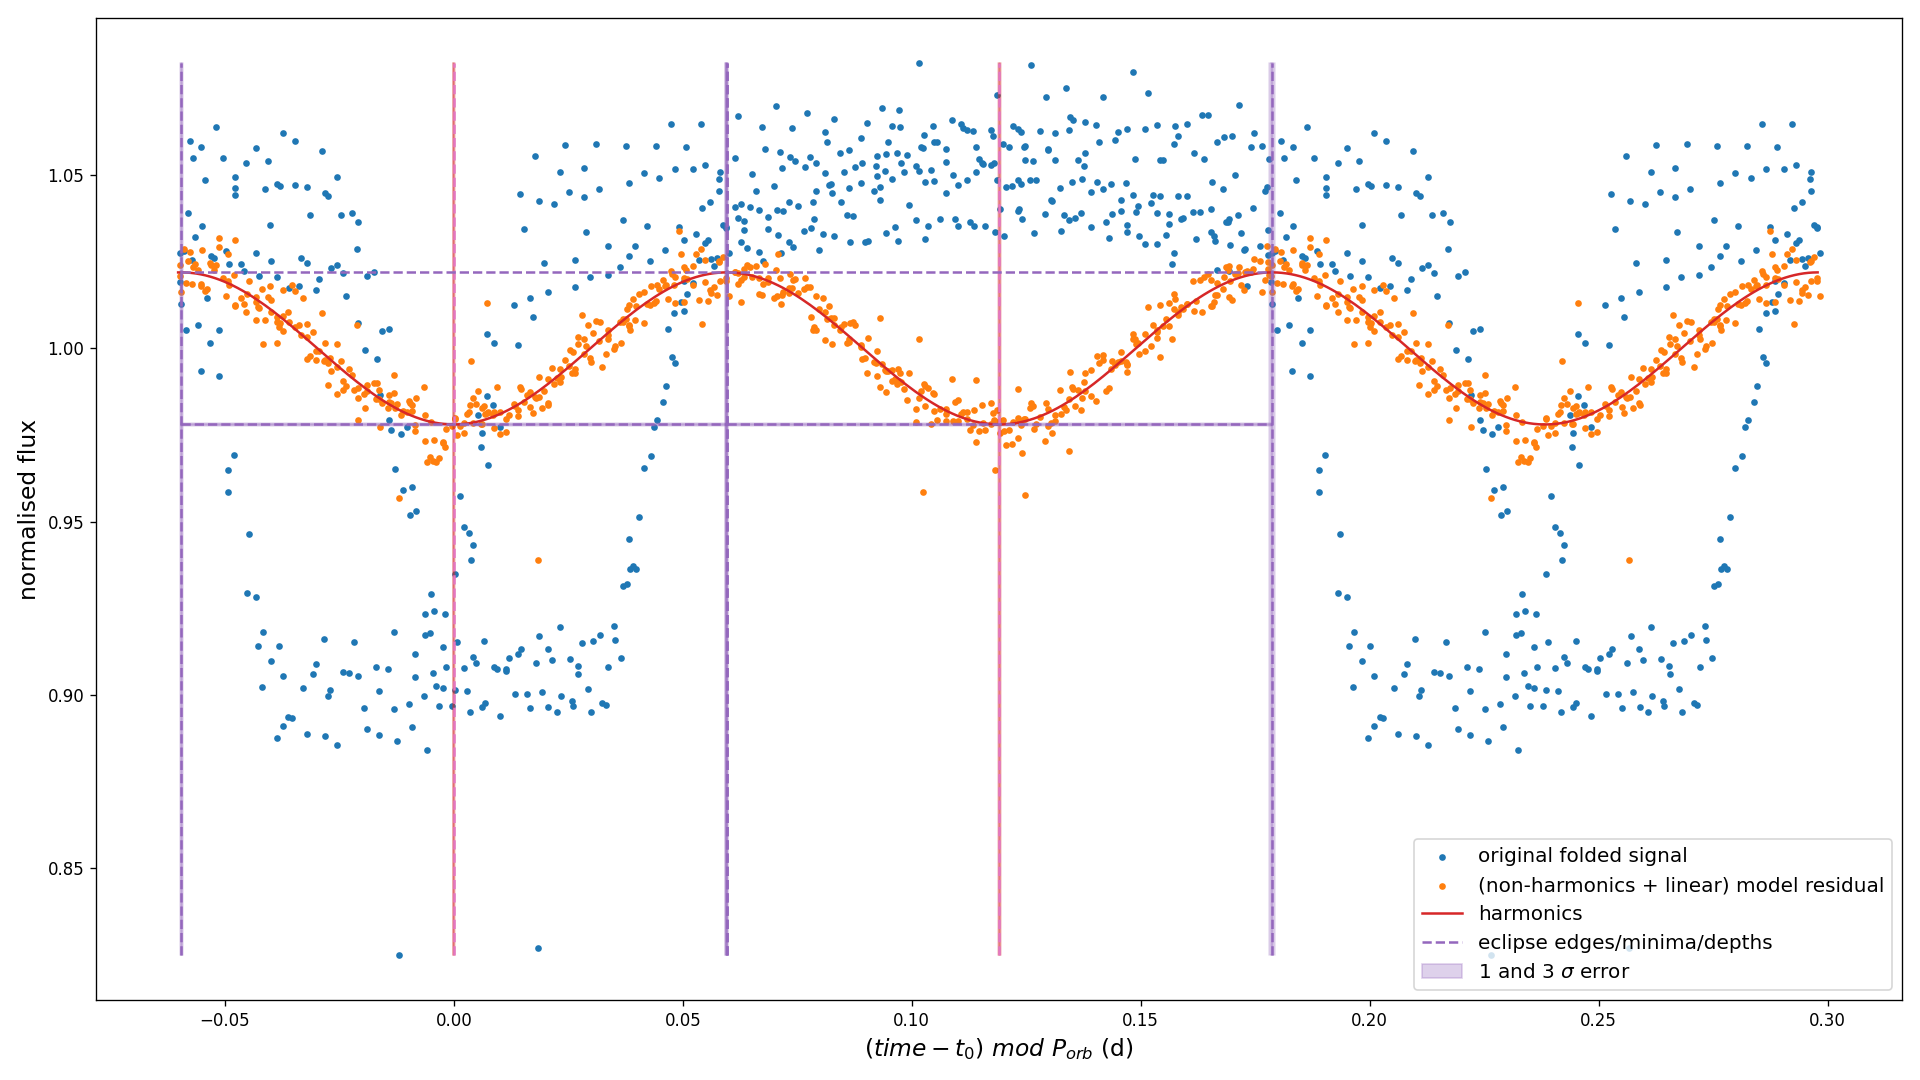 normalised flux
1.05
1.00
0.95
0.90
0.85
−0.05
0.00
0.05
0.10
0.15
0.20
0.25
0.30
(time − t₀) mod P_orb (d)
original folded signal
(non-harmonics + linear) model residual
harmonics
eclipse edges/minima/depths
1 and 3 σ error